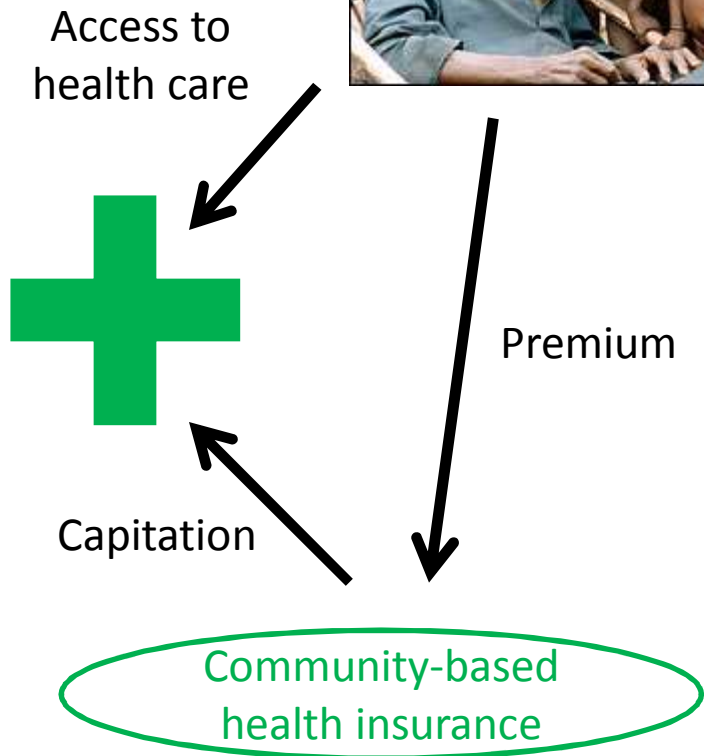 Access to
health care
Premium
Capitation
Community-based
health insurance